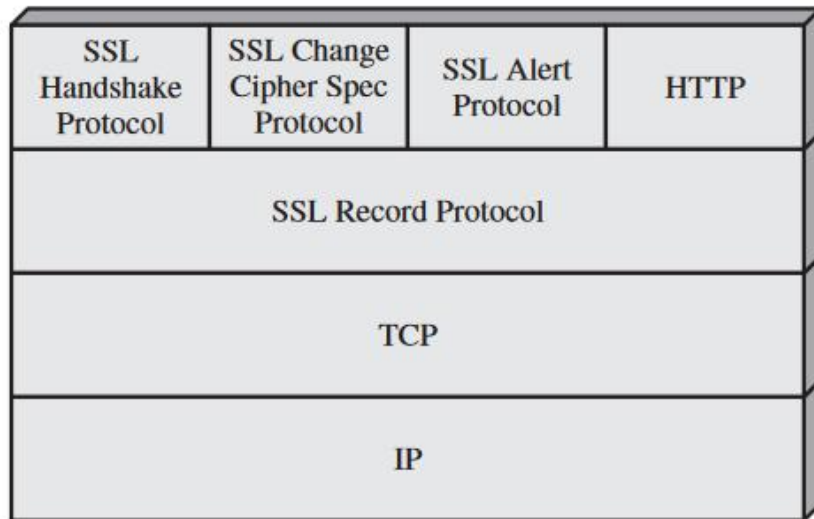 SSL
Handshake
Protocol
SSL Change
Cipher Spec
Protocol
SSL Alert
Protocol
HTTP
SSL Record Protocol
TCP
IP